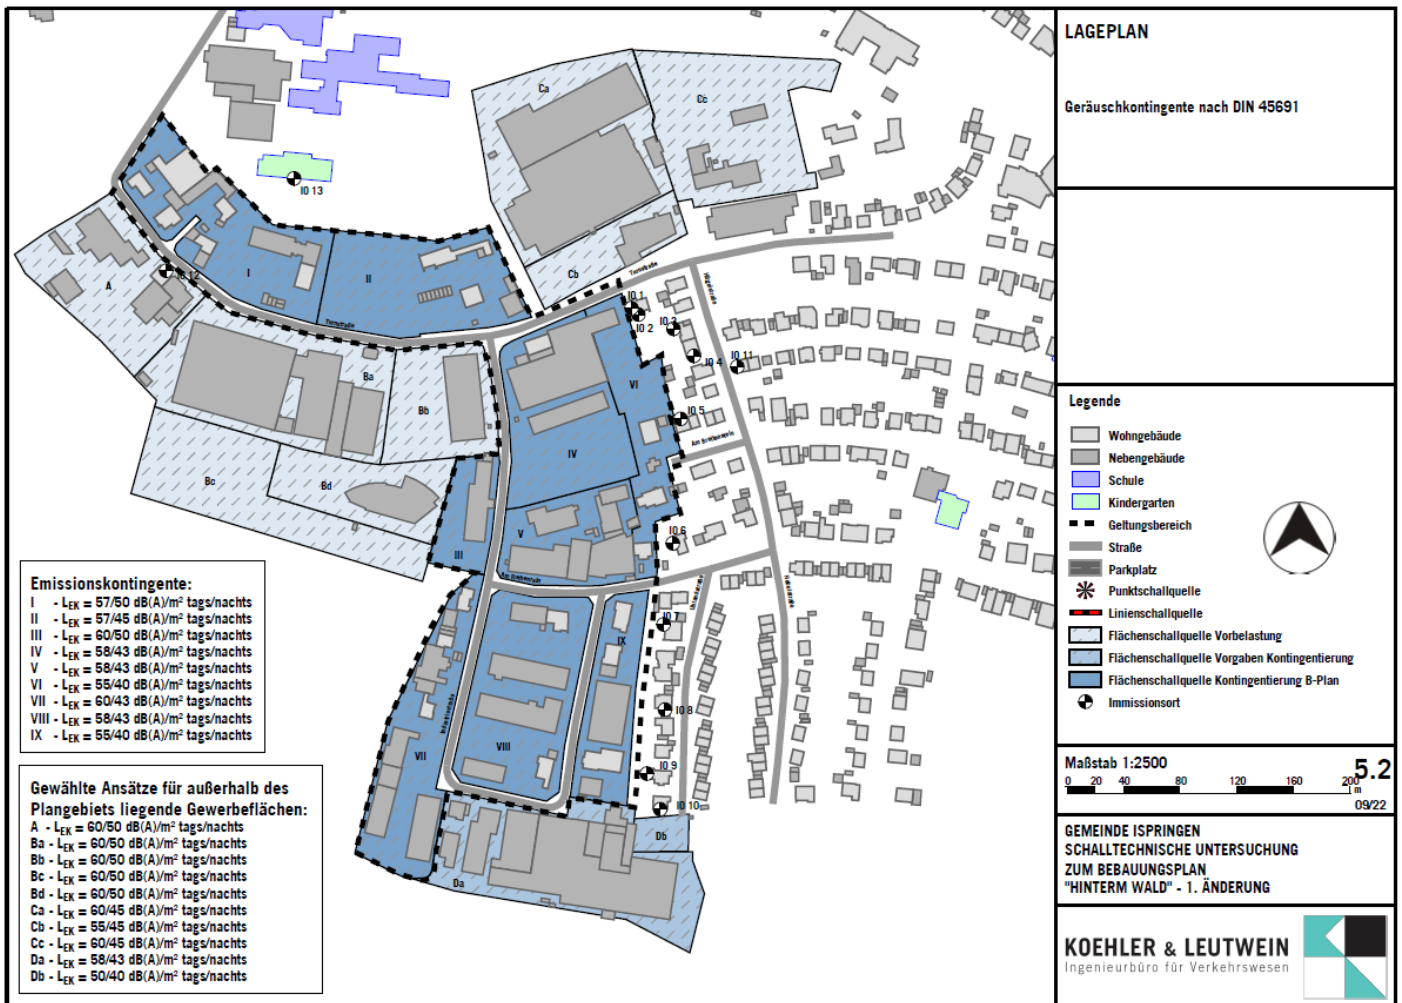 LAGEPLAN
Geräuschkontingente nach DIN 45691
Legende
Wohngebäude
Nebengebäude
Schule
Kindergarten
Geltungsbereich
Straße
Parkplatz
Punktschallquelle
Linienschallquelle
Flächenschallquelle Vorbelastung
Flächenschallquelle Vorgaben Kontingentierung
Flächenschallquelle Kontingentierung B-Plan
Immissionsort
Maßstab 1:2500
0 20 40 80 120 160 200
m
5.2
09/22
GEMEINDE ISPRINGEN
SCHALLTECHNISCHE UNTERSUCHUNG
ZUM BEBAUUNGSPLAN
"HINTERM WALD" - 1. ÄNDERUNG
KOEHLER & LEUTWEIN
Ingenieurbüro für Verkehrswesen
Emissionskontingente:
I - LEK = 57/50 dB(A)/m² tags/nachts
II - LEK = 57/45 dB(A)/m² tags/nachts
III - LEK = 60/50 dB(A)/m² tags/nachts
IV - LEK = 58/43 dB(A)/m² tags/nachts
V - LEK = 58/43 dB(A)/m² tags/nachts
VI - LEK = 55/40 dB(A)/m² tags/nachts
VII - LEK = 60/43 dB(A)/m² tags/nachts
VIII - LEK = 58/43 dB(A)/m² tags/nachts
IX - LEK = 55/40 dB(A)/m² tags/nachts
Gewählte Ansätze für außerhalb des
Plangebiets liegende Gewerbeflächen:
A - LEK = 60/50 dB(A)/m² tags/nachts
Ba - LEK = 60/50 dB(A)/m² tags/nachts
Bb - LEK = 60/50 dB(A)/m² tags/nachts
Bc - LEK = 60/50 dB(A)/m² tags/nachts
Bd - LEK = 60/50 dB(A)/m² tags/nachts
Ca - LEK = 60/45 dB(A)/m² tags/nachts
Cb - LEK = 55/45 dB(A)/m² tags/nachts
Cc - LEK = 60/45 dB(A)/m² tags/nachts
Da - LEK = 58/43 dB(A)/m² tags/nachts
Db - LEK = 50/40 dB(A)/m² tags/nachts
Ca
Cc
IO 13
IO 12
A
I
II
Cb
Turnstraße
Turnstraße
IO 1
IO 2
IO 3
IO 4
IO 11
IO 5
Ba
Bb
VI
IV
Bc
Bd
V
III
IO 6
IO 7
IX
IO 8
VIII
VII
IO 9
IO 10
Da
Db